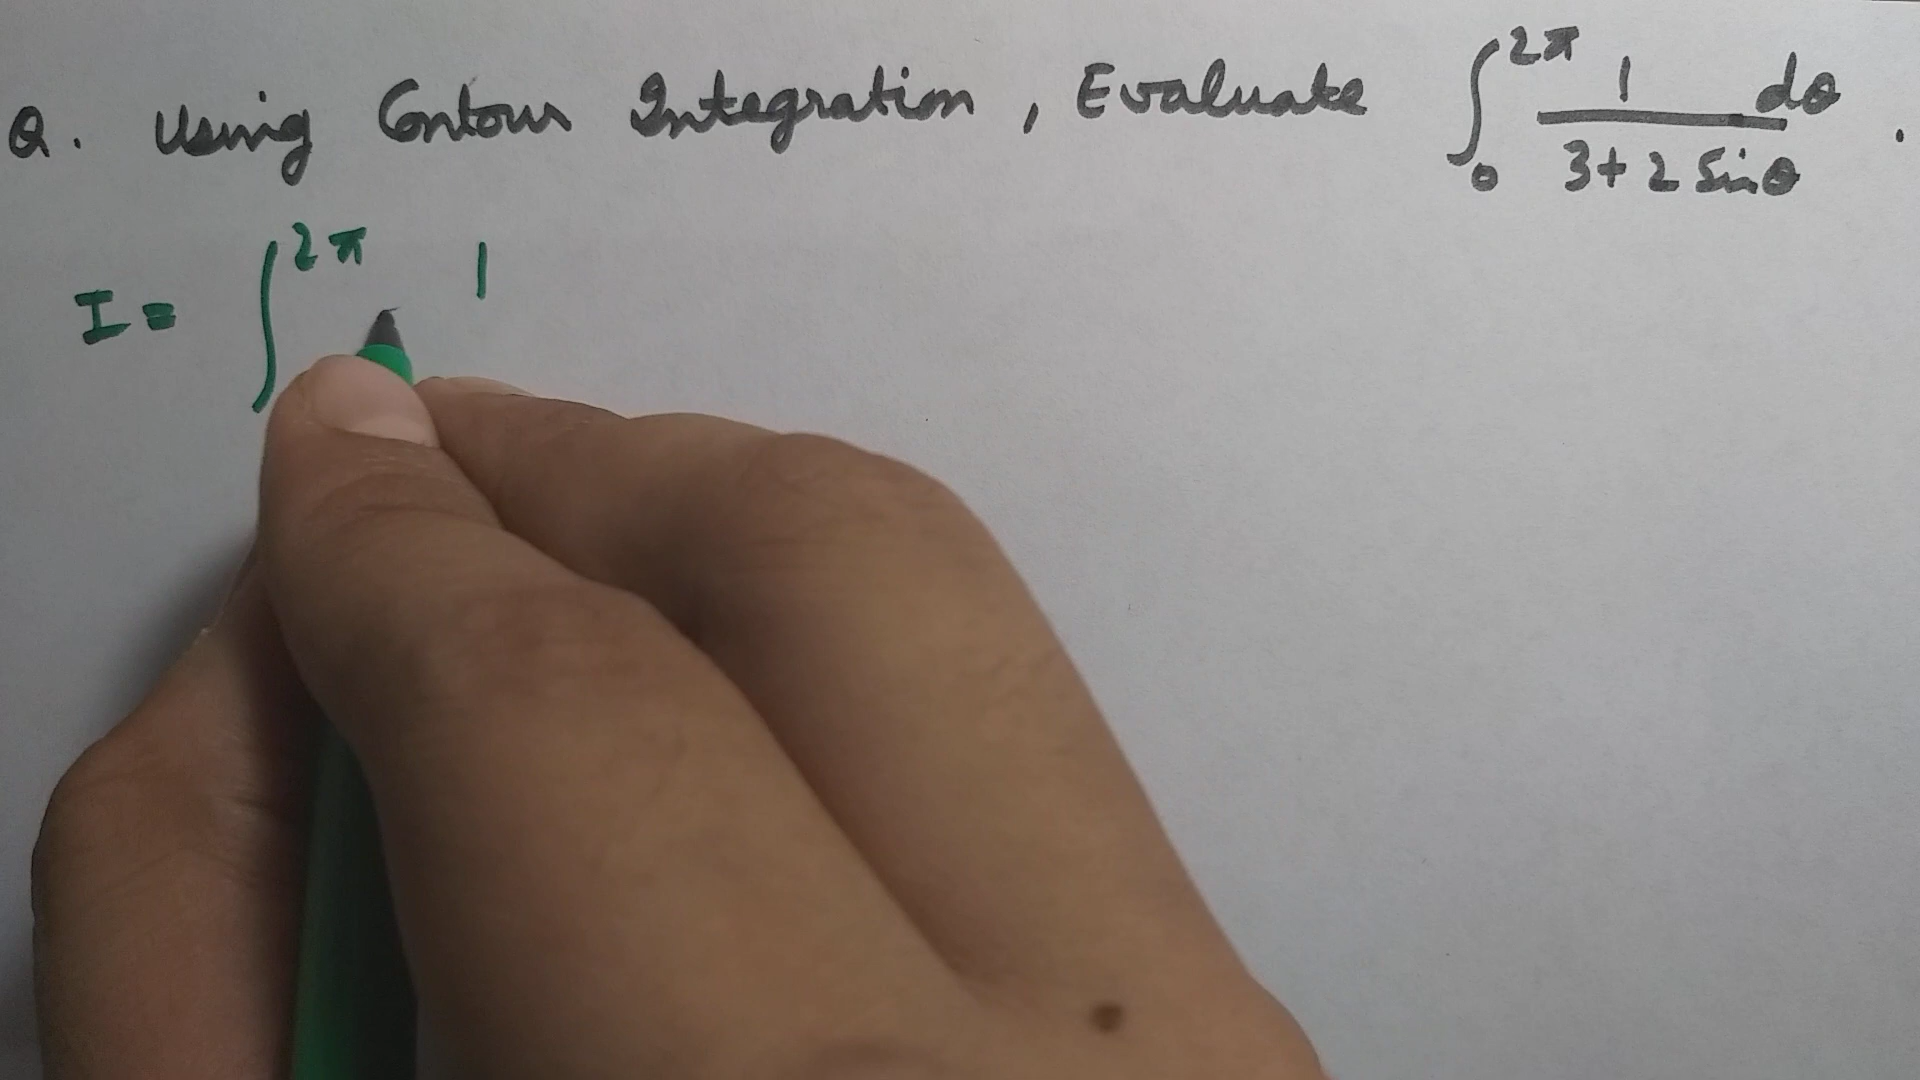 Q. Using Contour Integration, Evaluate ∫₀^2π 1/(3+2 Sinθ) dθ.
I = ∫^2π 1